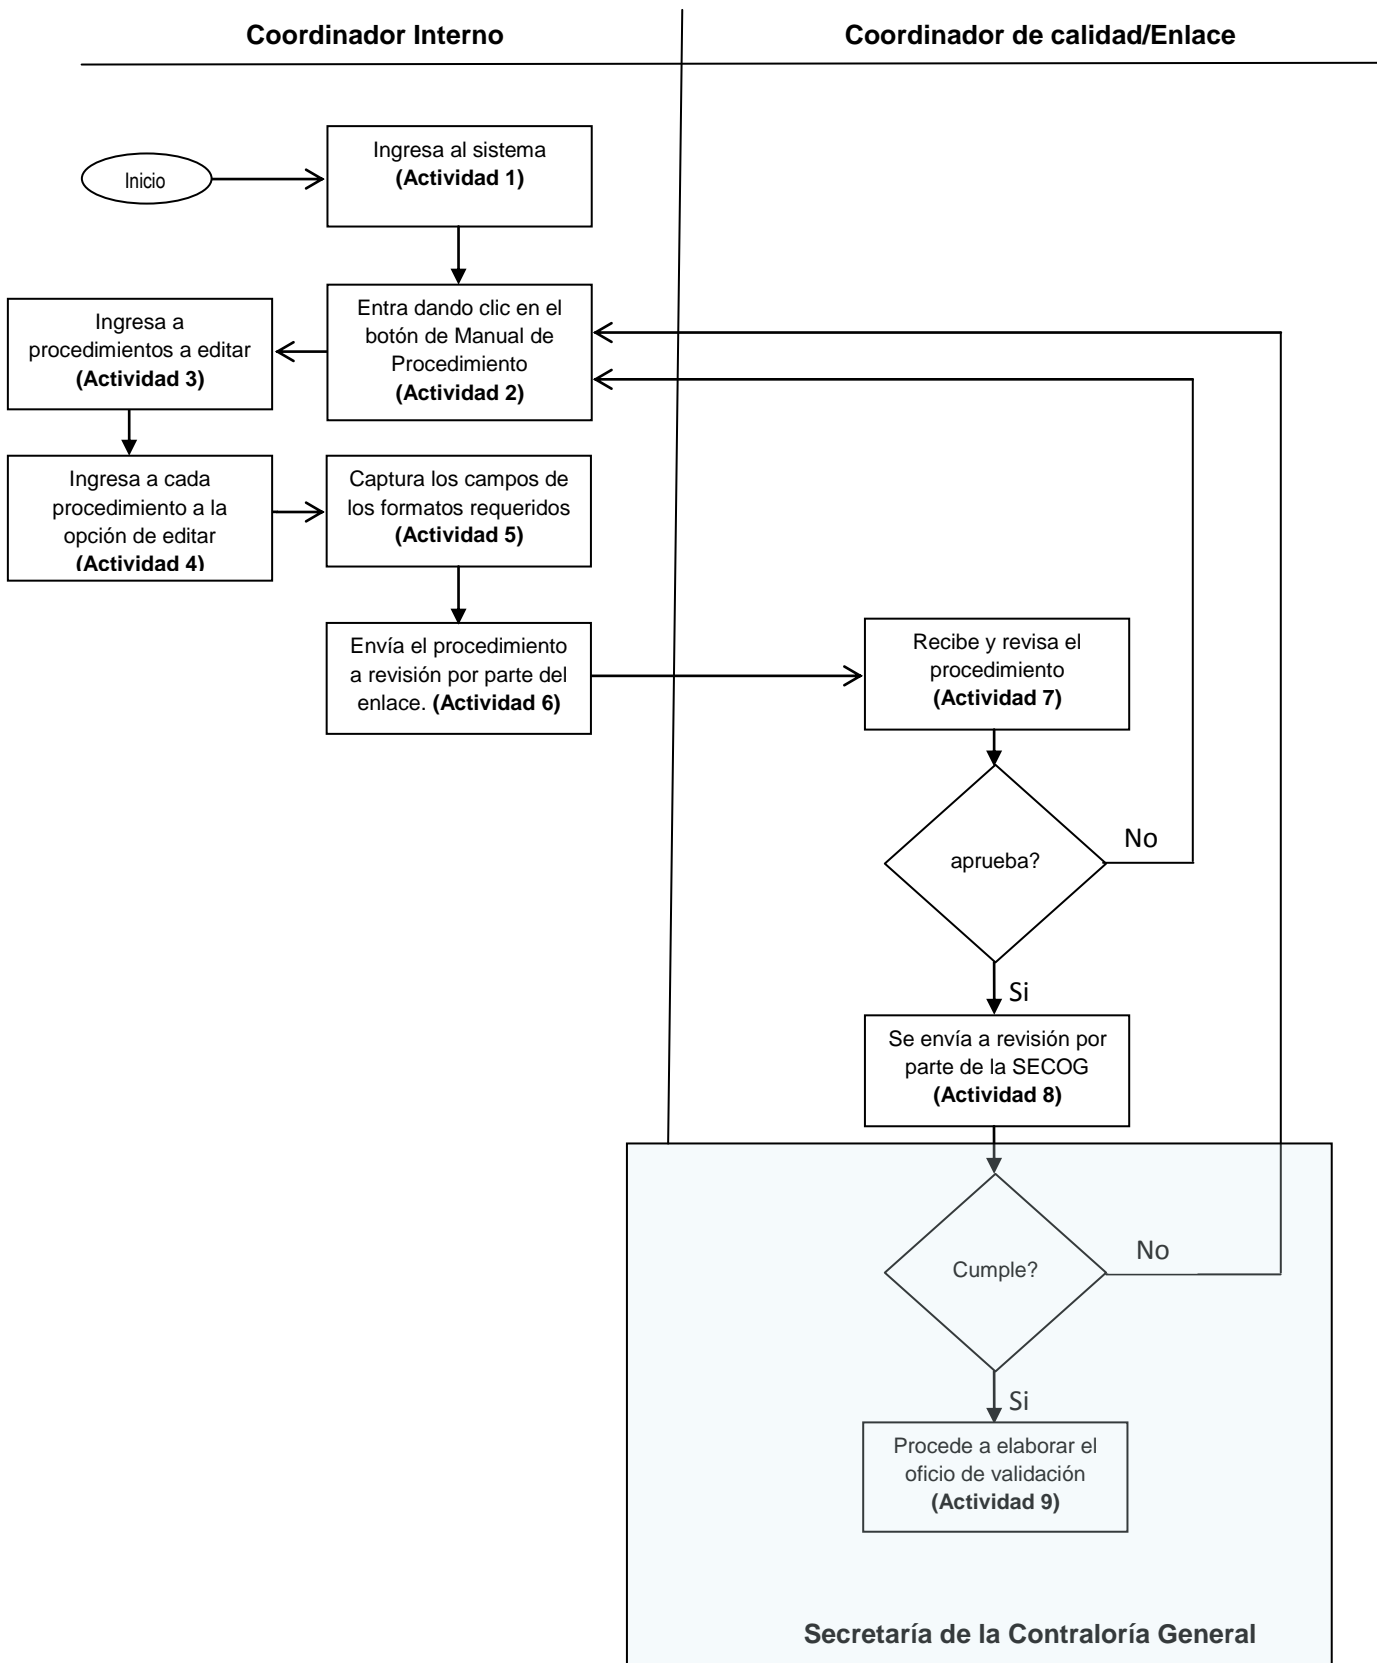 Coordinador Interno
Coordinador de calidad/Enlace
Inicio
Ingresa al sistema
(Actividad 1)
Entra dando clic en el
botón de Manual de
Procedimiento
(Actividad 2)
Ingresa a
procedimientos a editar
(Actividad 3)
Ingresa a cada
procedimiento a la
opción de editar
(Actividad 4)
Captura los campos de
los formatos requeridos
(Actividad 5)
Envía el procedimiento
a revisión por parte del
enlace. (Actividad 6)
Recibe y revisa el
procedimiento
(Actividad 7)
aprueba?
No
Si
Se envía a revisión por
parte de la SECOG
(Actividad 8)
Cumple?
No
Si
Procede a elaborar el
oficio de validación
(Actividad 9)
Secretaría de la Contraloría General